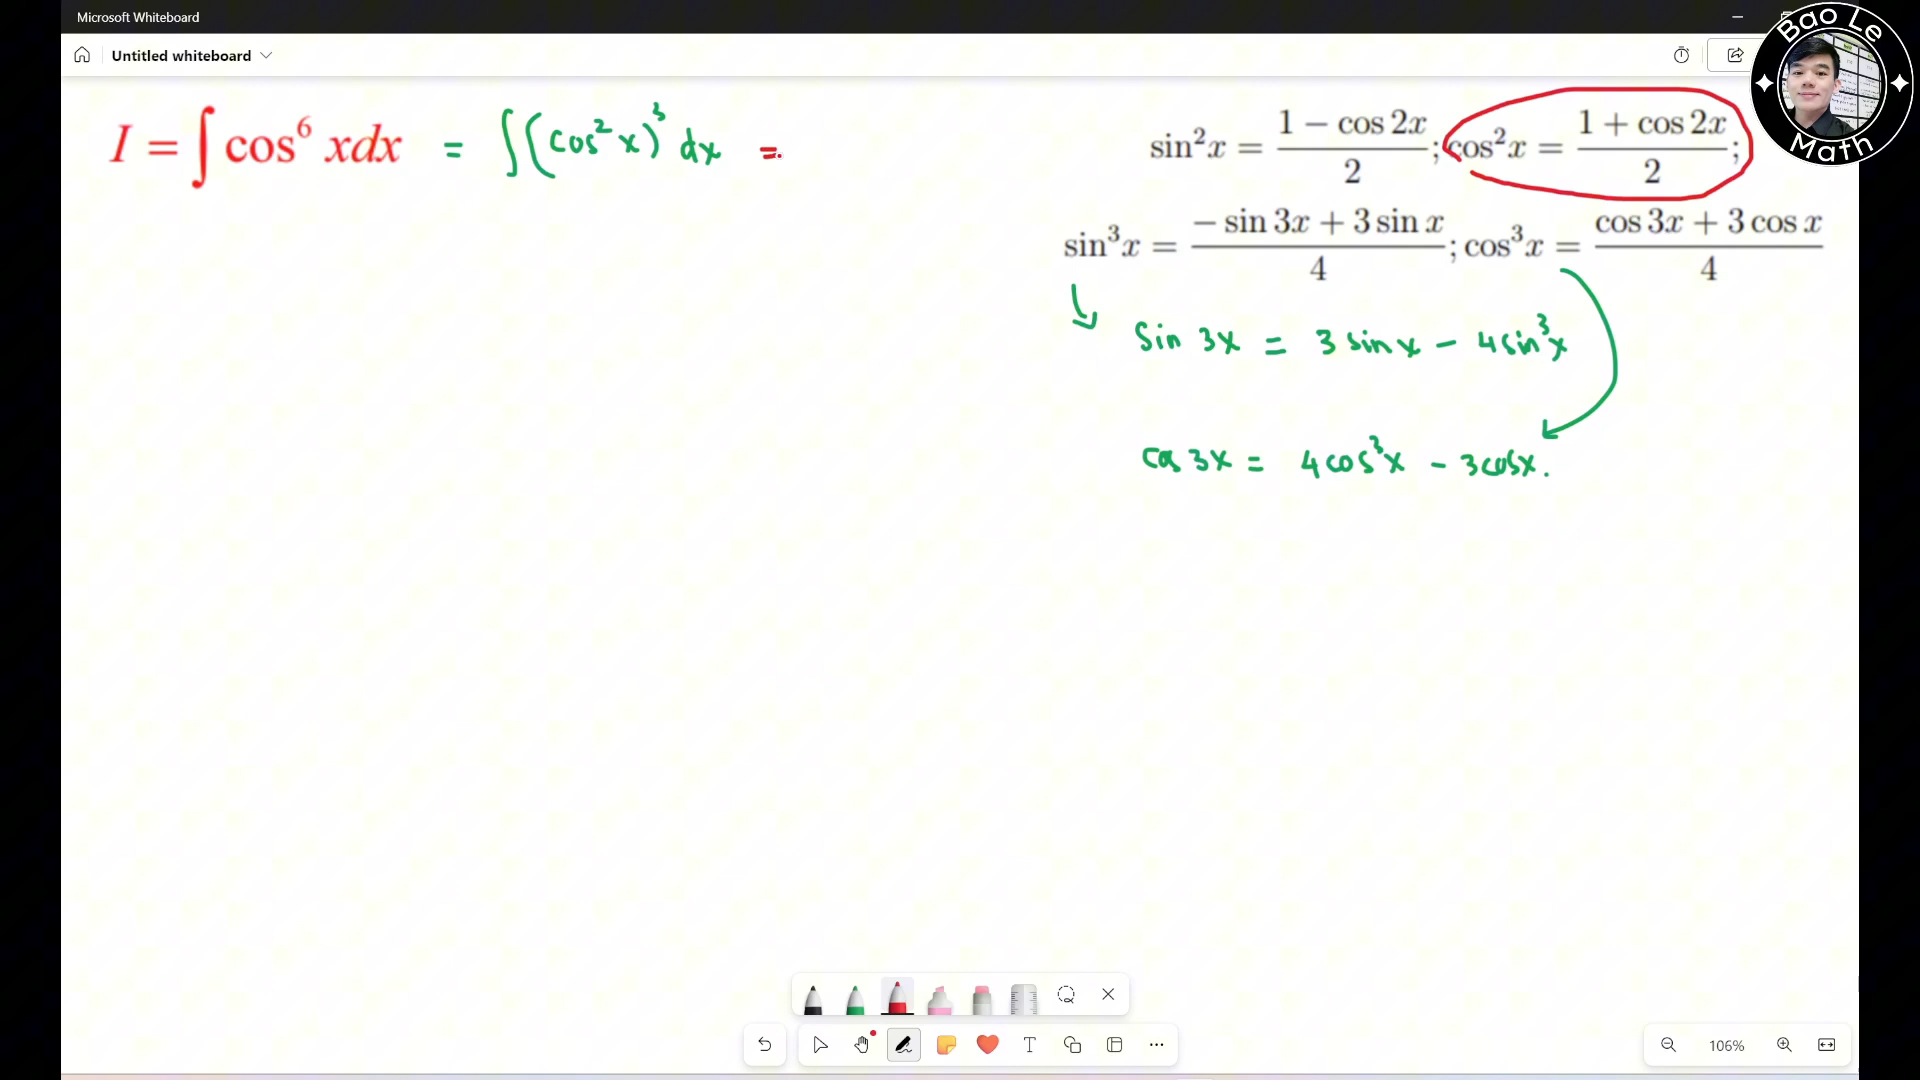 Microsoft Whiteboard
Untitled whiteboard
Bao Le
Math
I = ∫ cos⁶ xdx = ∫(cos² x)³ dx =
sin²x = (1 − cos 2x)/2 ; cos²x = (1 + cos 2x)/2 ;
sin³x = (− sin 3x + 3 sin x)/4 ; cos³x = (cos 3x + 3 cos x)/4
Sin 3x = 3 sin x − 4 sin³x
cos 3x = 4 cos³x − 3 cos x.
106%